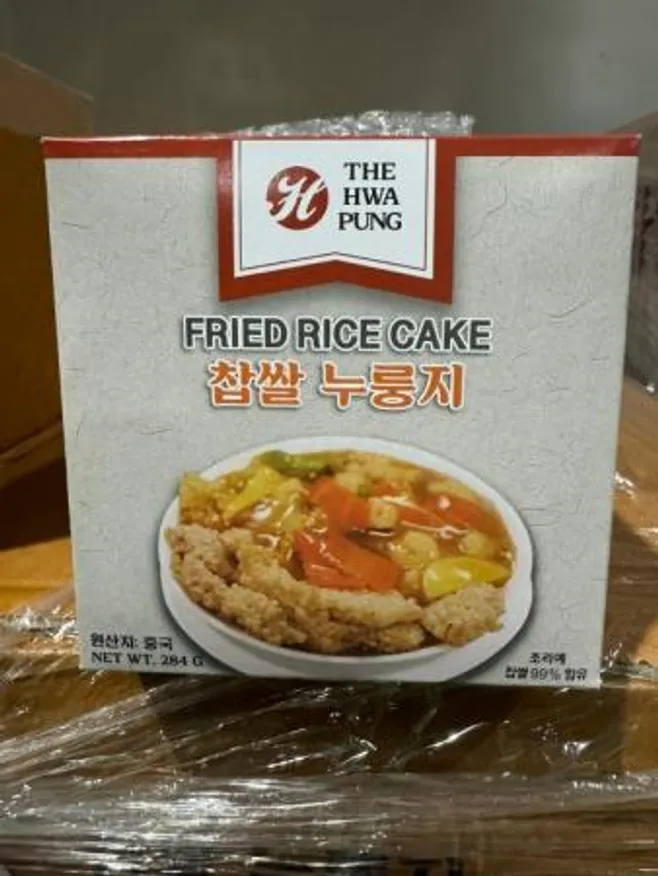 H
THE
HWA
PUNG
FRIED RICE CAKE
찹쌀 누룽지
원산지: 중국
NET WT. 284 G
조리예
찹쌀 99% 함유